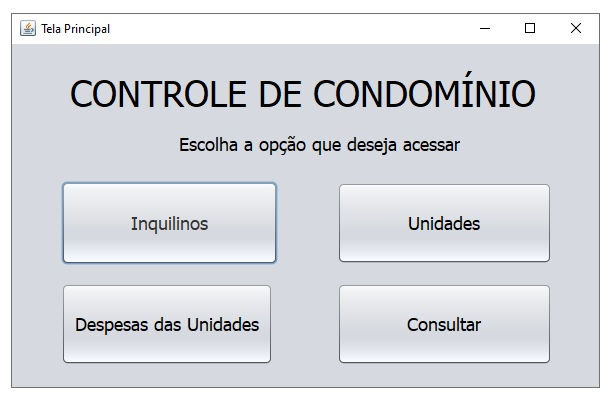 Tela Principal
CONTROLE DE CONDOMÍNIO
Escolha a opção que deseja acessar
Inquilinos
Unidades
Despesas das Unidades
Consultar